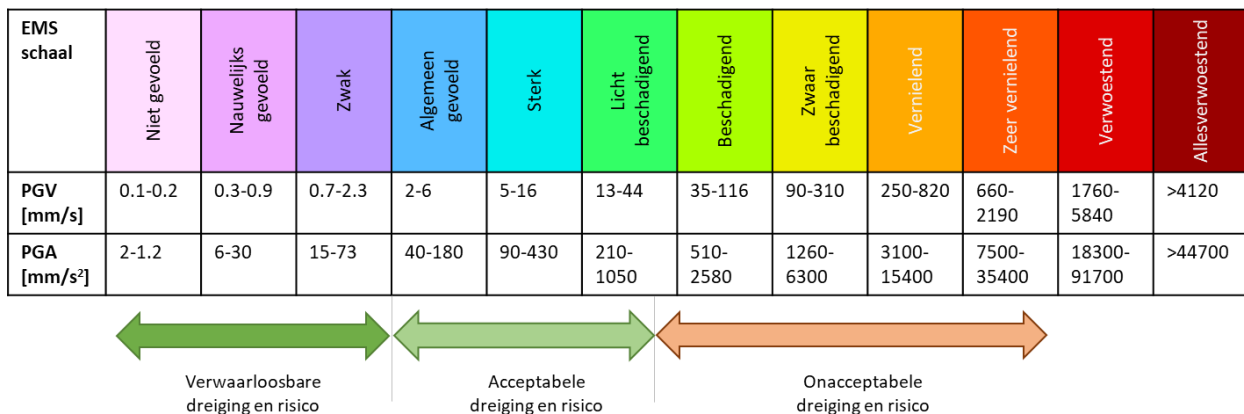 EMS schaal
Niet gevoeld
Nauwelijks gevoeld
Zwak
Algemeen gevoeld
Sterk
Licht beschadigend
Beschadigend
Zwaar beschadigend
Vernielend
Zeer vernielend
Verwoestend
Allesverwoestend
PGV [mm/s] 0.1-0.2 0.3-0.9 0.7-2.3 2-6 5-16 13-44 35-116 90-310 250-820 660-2190 1760-5840 >4120
PGA [mm/s²] 2-1.2 6-30 15-73 40-180 90-430 210-1050 510-2580 1260-6300 3100-15400 7500-35400 18300-91700 >44700
Verwaarloosbare
dreiging en risico
Acceptabele
dreiging en risico
Onacceptabele
dreiging en risico